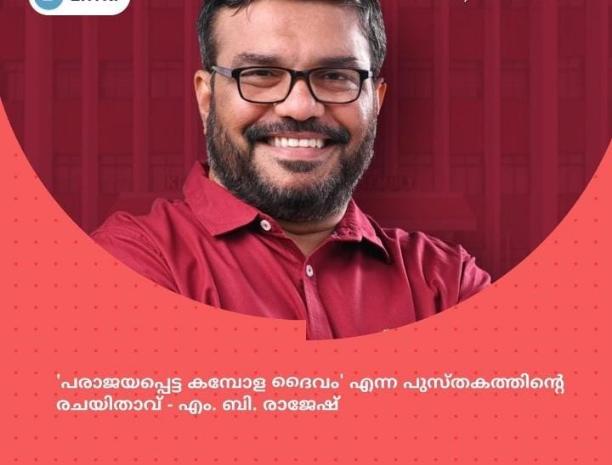 'പരാജയപ്പെട്ട കമ്പോള ദൈവം' എന്ന പുസ്തകത്തിന്റെ
രചയിതാവ് - എം. ബി. രാജേഷ്